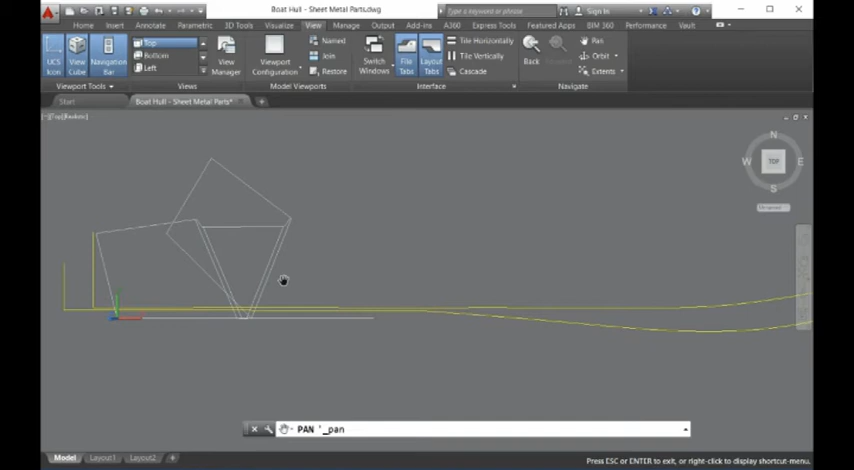 Boat Hull - Sheet Metal Parts.dwg
Type a keyword or phrase
Sign In
Home Insert Annotate Parametric 3D Tools Visualize View Manage Output Add-ins A360 Express Tools Featured Apps BIM 360 Performance Vault
Top
Bottom
Left
UCS Icon
View Cube
Navigation Bar
View Manager
Viewport Configuration
Named
Join
Restore
Switch Windows
File Tabs
Layout Tabs
Tile Horizontally
Tile Vertically
Cascade
Back
Pan
Orbit
Extents
Viewport Tools
Views
Model Viewports
Interface
Navigate
Start
Boat Hull - Sheet Metal Parts*
N
W TOP E
S
PAN '_pan
Model Layout1 Layout2
Press ESC or ENTER to exit, or right-click to display shortcut-menu.